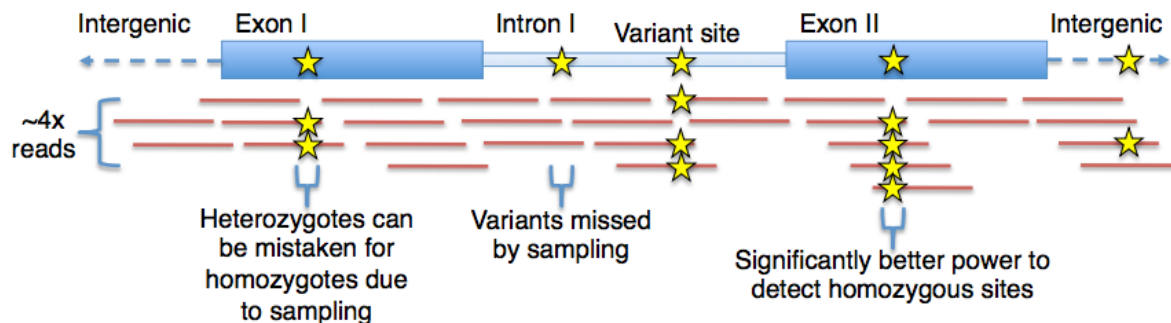 Intergenic
Exon I
Intron I
Variant site
Exon II
Intergenic
~4x
reads
Heterozygotes can
be mistaken for
homozygotes due
to sampling
Variants missed
by sampling
Significantly better power to
detect homozygous sites